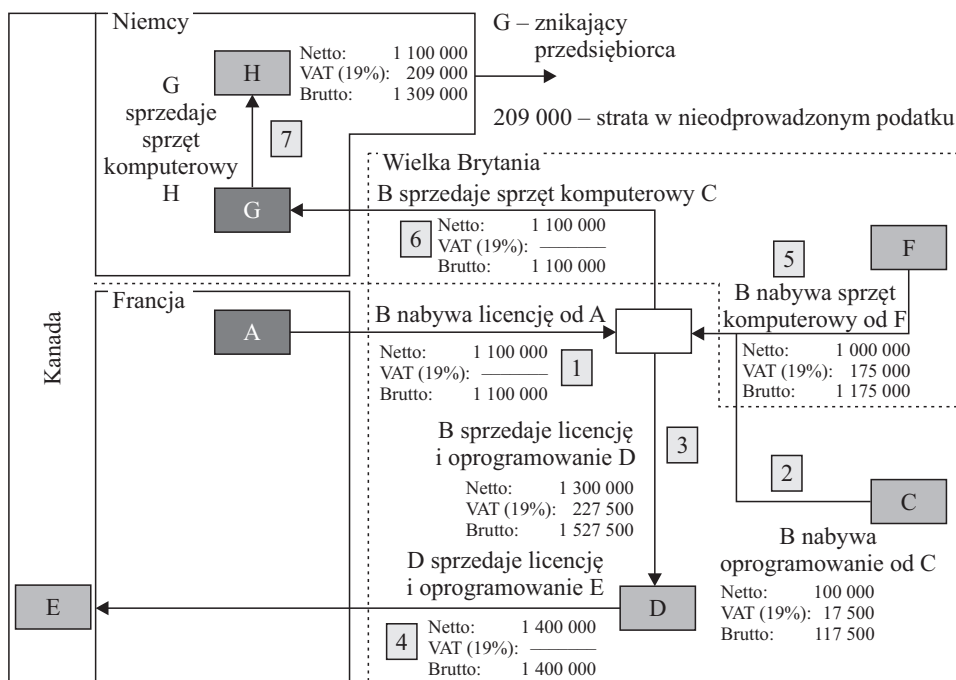 Niemcy
G – znikający
przedsiębiorca
H
Netto: 1 100 000
VAT (19%): 209 000
Brutto: 1 309 000
G
sprzedaje
sprzęt
komputerowy
H
7
209 000 – strata w nieodprowadzonym podatku
G
Wielka Brytania
B sprzedaje sprzęt komputerowy C
6
Netto: 1 100 000
VAT (19%): ————
Brutto: 1 100 000
F
5
B nabywa sprzęt
komputerowy od F
Netto: 1 000 000
VAT (19%): 175 000
Brutto: 1 175 000
Kanada
Francja
A
B nabywa licencję od A
Netto: 1 100 000
VAT (19%): ————
Brutto: 1 100 000
1
B sprzedaje licencję
i oprogramowanie D
3
Netto: 1 300 000
VAT (19%): 227 500
Brutto: 1 527 500
2
C
B nabywa
oprogramowanie od C
Netto: 100 000
VAT (19%): 17 500
Brutto: 117 500
D sprzedaje licencję
i oprogramowanie E
E
D
4
Netto: 1 400 000
VAT (19%): ————
Brutto: 1 400 000